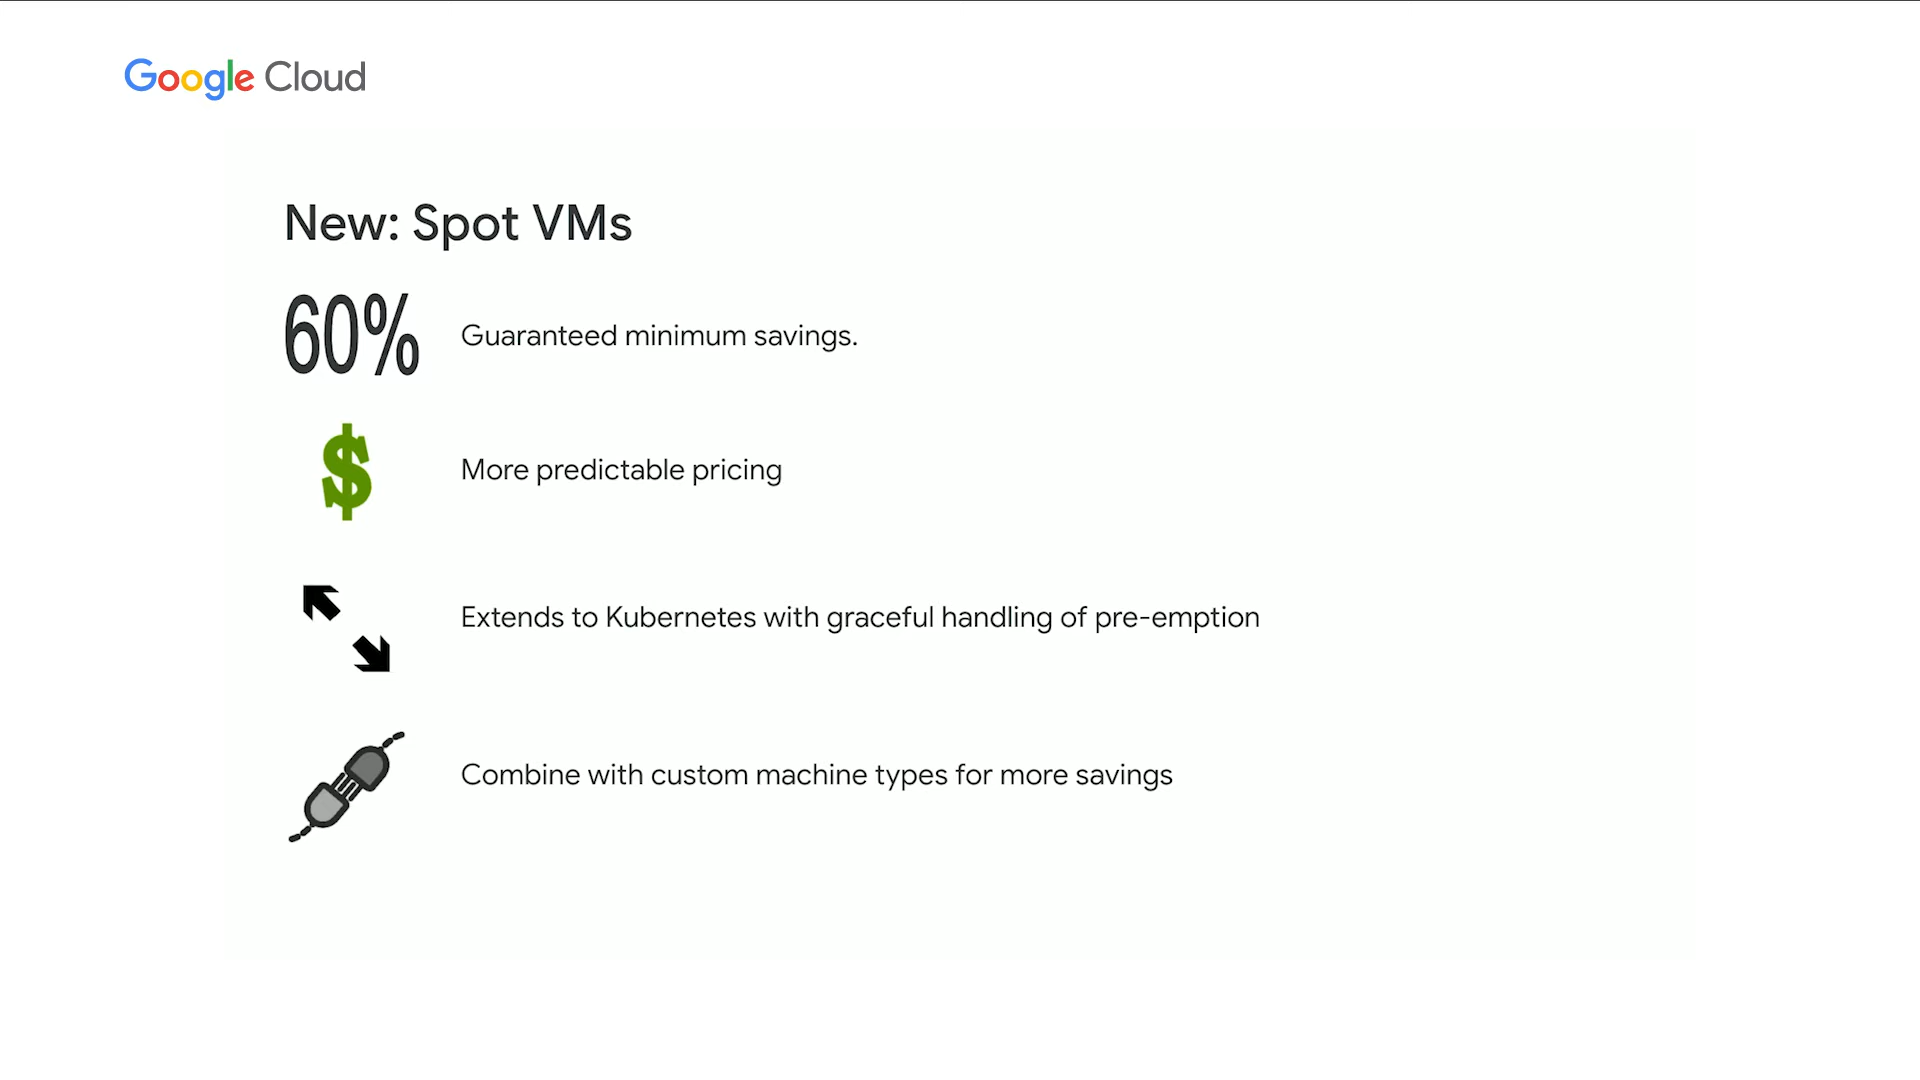 Google Cloud
New: Spot VMs
60%
Guaranteed minimum savings.
$
More predictable pricing
Extends to Kubernetes with graceful handling of pre-emption
Combine with custom machine types for more savings